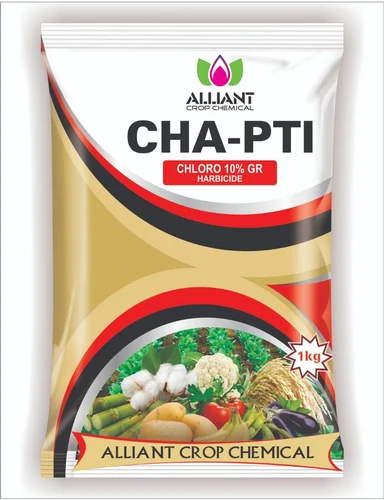 ALLIANT
CROP CHEMICAL
CHA-PTI
CHLORO 10% GR
HARBICIDE
1kg
ALLIANT CROP CHEMICAL